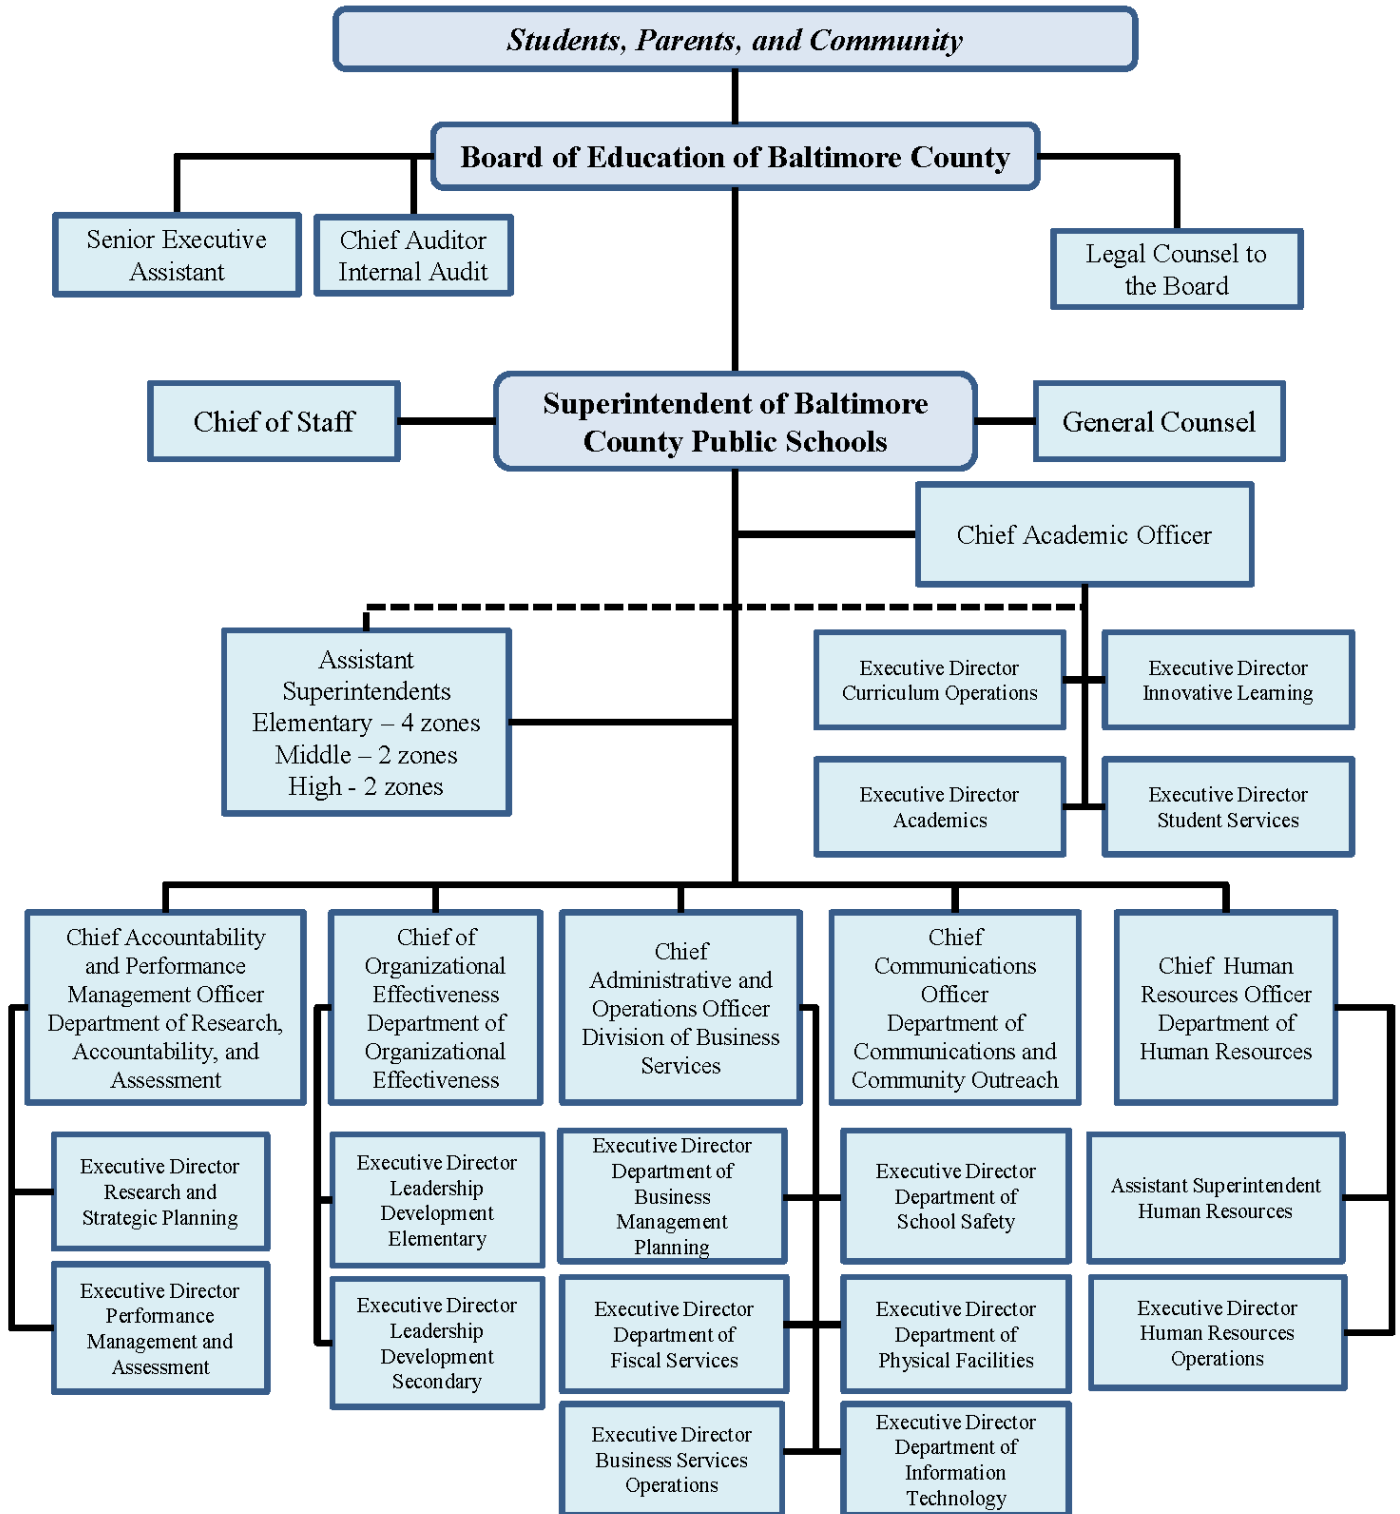 Students, Parents, and Community
Board of Education of Baltimore County
Senior Executive
Assistant
Chief Auditor
Internal Audit
Legal Counsel to
the Board
Chief of Staff
Superintendent of Baltimore
County Public Schools
General Counsel
Chief Academic Officer
Assistant
Superintendents
Elementary – 4 zones
Middle – 2 zones
High - 2 zones
Executive Director
Curriculum Operations
Executive Director
Innovative Learning
Executive Director
Academics
Executive Director
Student Services
Chief Accountability
and Performance
Management Officer
Department of Research,
Accountability, and
Assessment
Chief of
Organizational
Effectiveness
Department of
Organizational
Effectiveness
Chief
Administrative and
Operations Officer
Division of Business
Services
Chief
Communications
Officer
Department of
Communications and
Community Outreach
Chief Human
Resources Officer
Department of
Human Resources
Executive Director
Research and
Strategic Planning
Executive Director
Leadership
Development
Elementary
Executive Director
Department of
Business
Management
Planning
Executive Director
Department of
School Safety
Assistant Superintendent
Human Resources
Executive Director
Performance
Management and
Assessment
Executive Director
Leadership
Development
Secondary
Executive Director
Department of
Fiscal Services
Executive Director
Department of
Physical Facilities
Executive Director
Human Resources
Operations
Executive Director
Business Services
Operations
Executive Director
Department of
Information
Technology